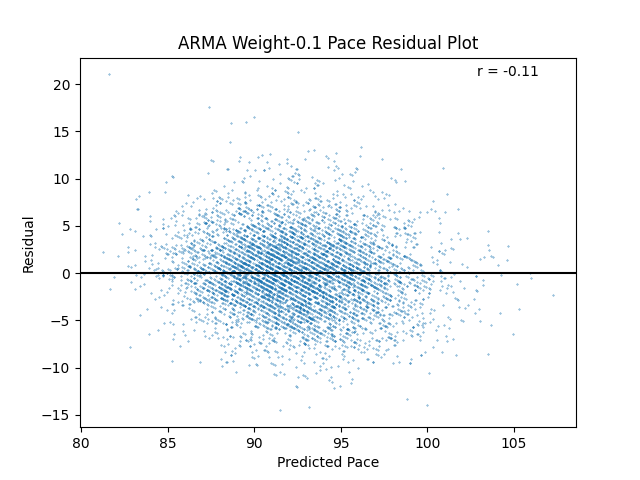 ARMA Weight-0.1 Pace Residual Plot
r = -0.11
20
15
10
5
0
−5
−10
−15
Residual
80 85 90 95 100 105
Predicted Pace